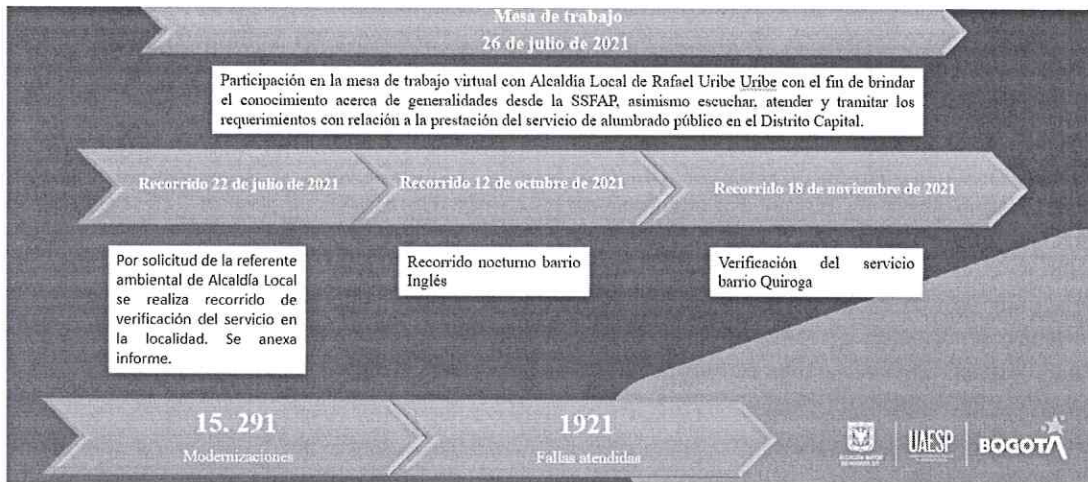 Mesa de trabajo
26 de julio de 2021
Participación en la mesa de trabajo virtual con Alcaldía Local de Rafael Uribe Uribe con el fin de brindar
el conocimiento acerca de generalidades desde la SSFAP, asimismo escuchar, atender y tramitar los
requerimientos con relación a la prestación del servicio de alumbrado público en el Distrito Capital.
Recorrido 22 de julio de 2021
Recorrido 12 de octubre de 2021
Recorrido 18 de noviembre de 2021
Por solicitud de la referente
ambiental de Alcaldía Local
se realiza recorrido de
verificación del servicio en
la localidad. Se anexa
informe.
Recorrido nocturno barrio
Inglés
Verificación del servicio
barrio Quiroga
15. 291
Modernizaciones
1921
Fallas atendidas
ALCALDÍA MAYOR
UAESP
BOGOTÁ